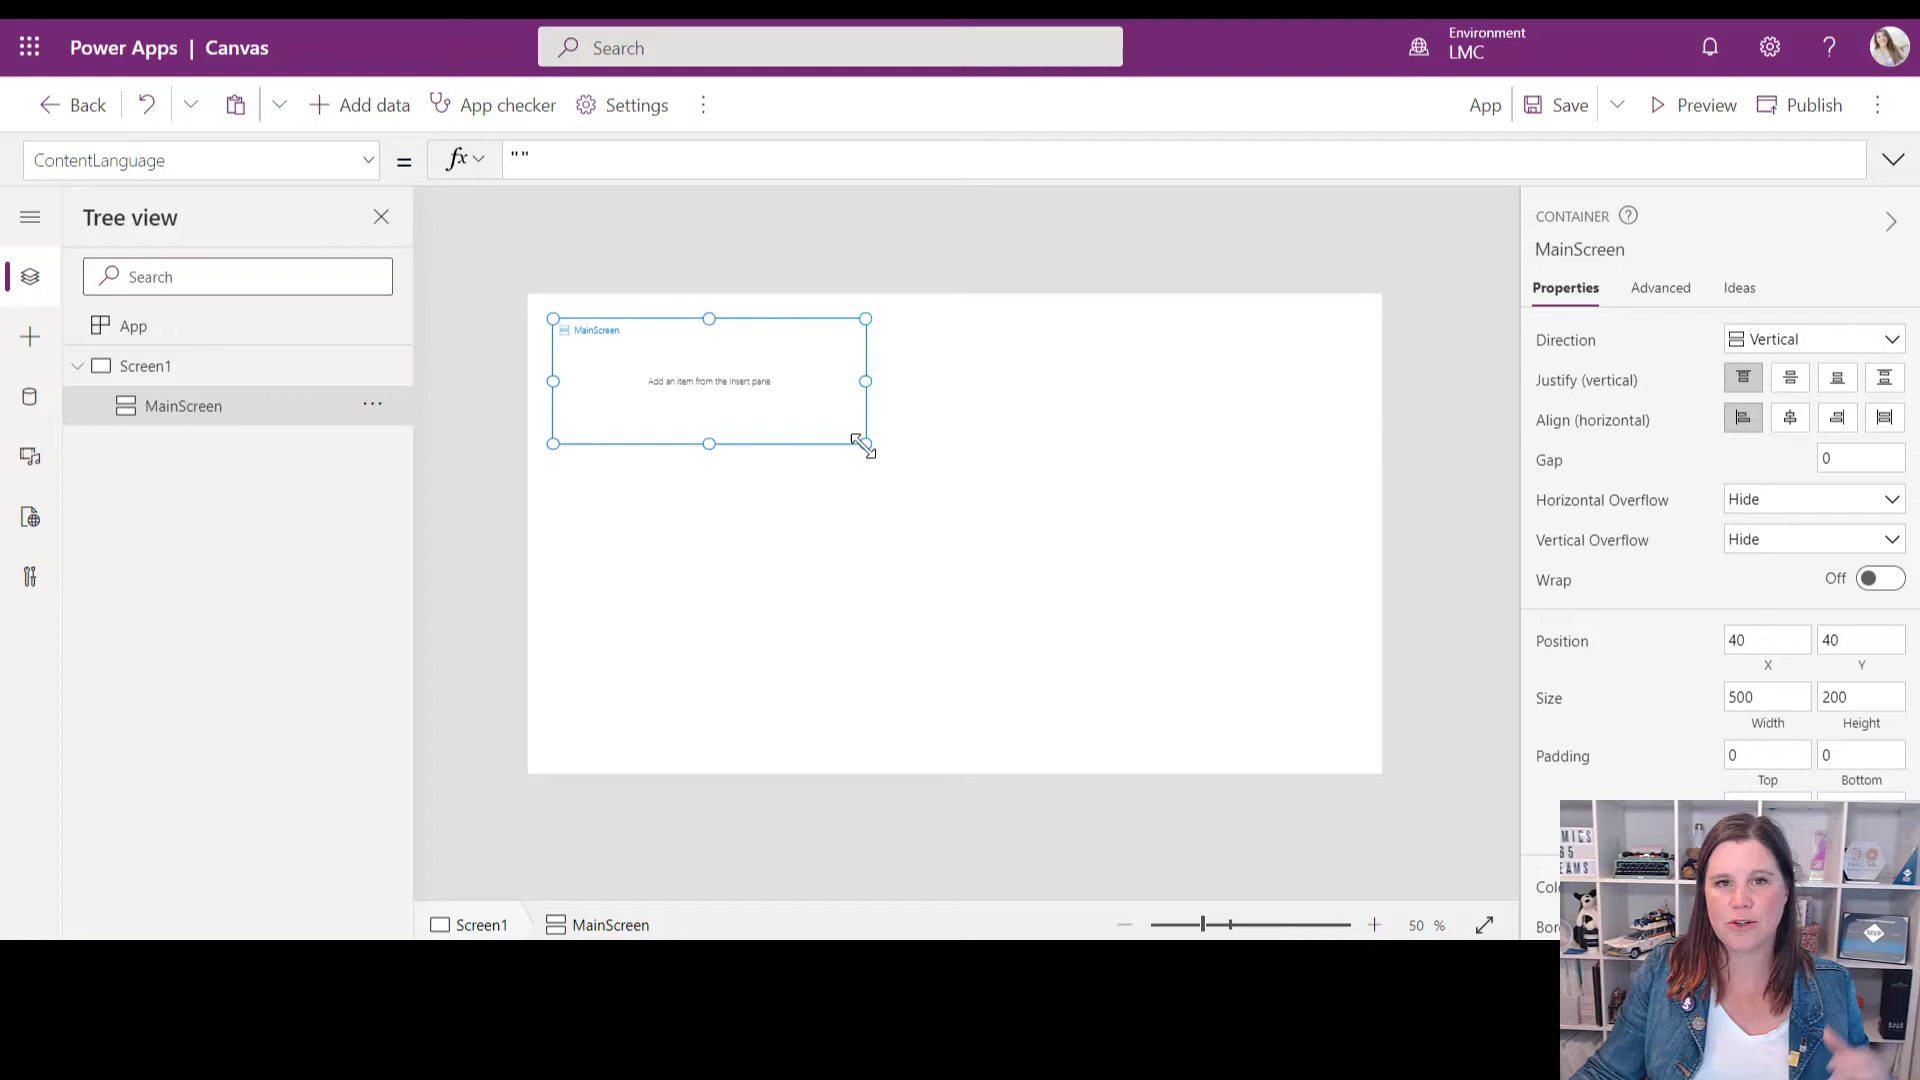 Power Apps | Canvas
Search
Environment
LMC
Back
Add data
App checker
Settings
App
Save
Preview
Publish
ContentLanguage
=
fx
""
Tree view
Search
App
Screen1
MainScreen
MainScreen
Add an item from the Insert pane
CONTAINER
MainScreen
Properties
Advanced
Ideas
Direction
Vertical
Justify (vertical)
Align (horizontal)
Gap
0
Horizontal Overflow
Hide
Vertical Overflow
Hide
Wrap
Off
Position
40
40
X
Y
Size
500
200
Width
Height
Padding
0
0
Top
Bottom
Screen1
MainScreen
50 %
MVP